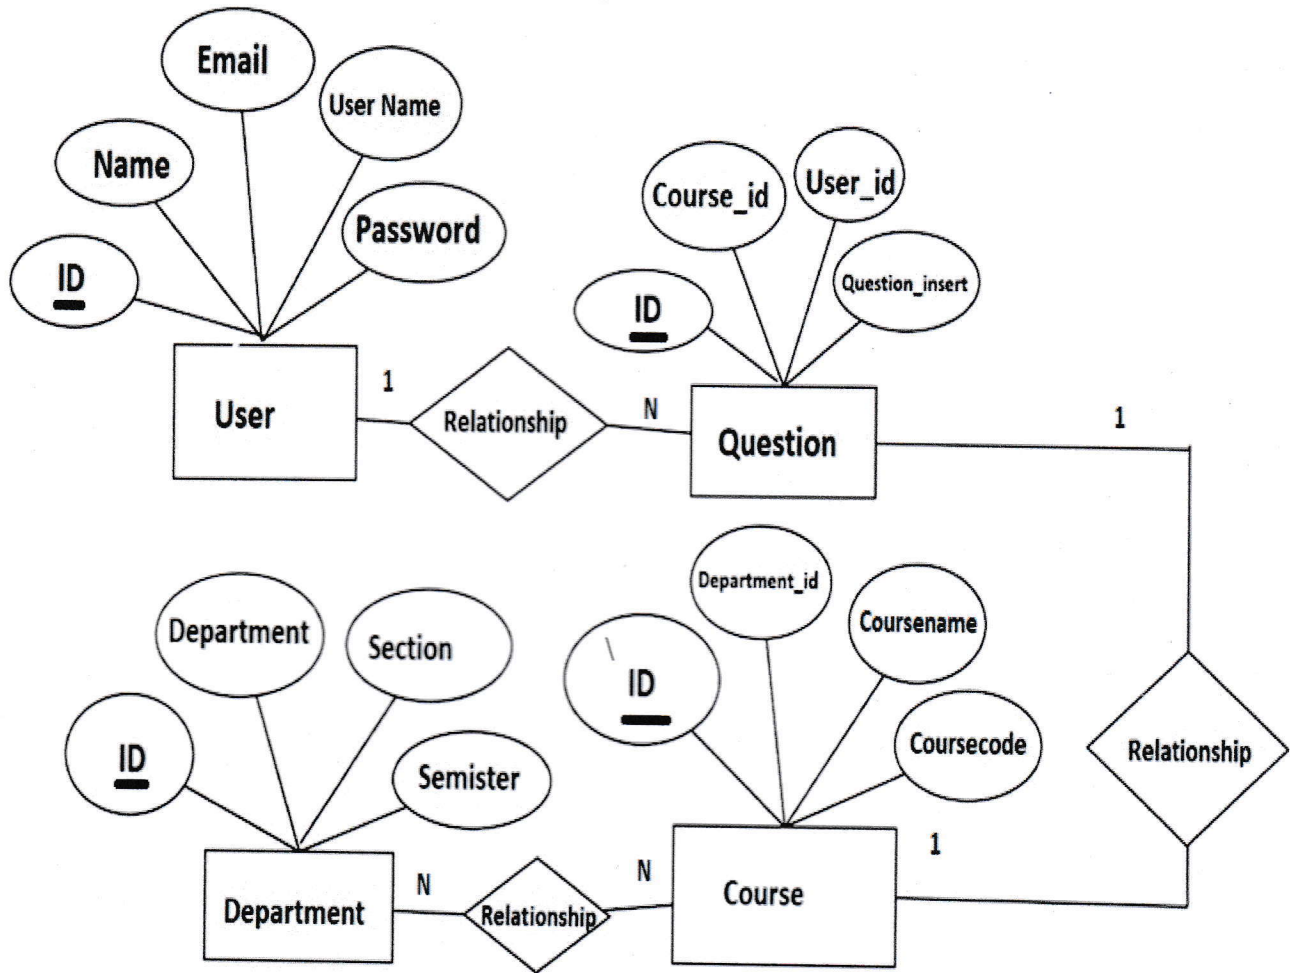 Email
User Name
Name
Password
ID
User
1
Relationship
N
Course_id
User_id
Question_insert
ID
Question
1
Department
Section
ID
Semister
Department
N
Relationship
N
Department_id
Coursename
ID
Coursecode
Course
1
Relationship